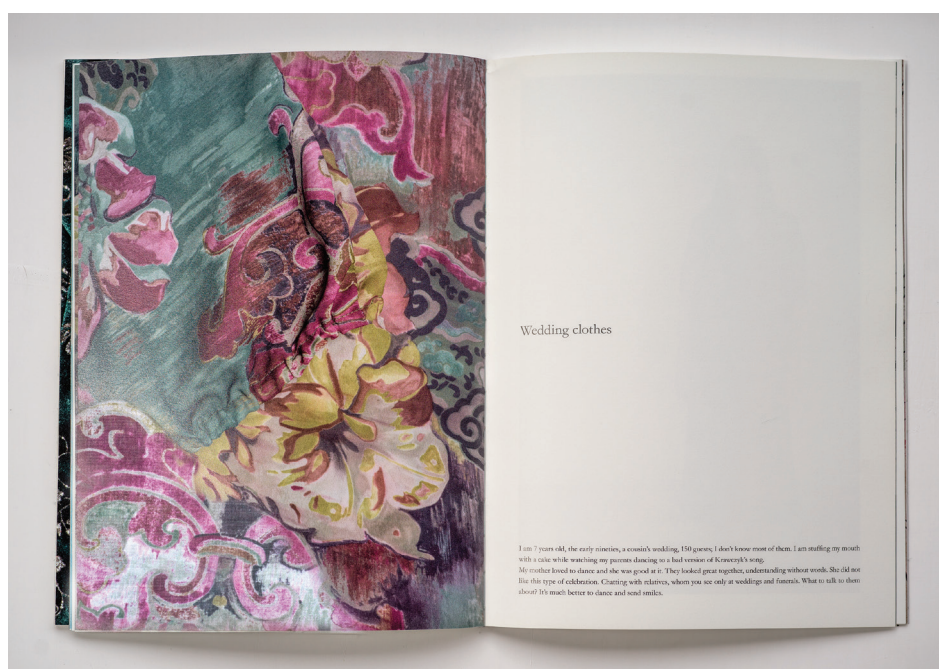 Wedding clothes
I am 7 years old, the early nineties, a cousin's wedding, 150 guests; I don't know most of them. I am stuffing my mouth
with a cake while watching my parents dancing to a bad version of Krawczyk's song.
My mother loved to dance and she was good at it. They looked great together, understanding without words. She did not
like this type of celebration. Chatting with relatives, whom you see only at weddings and funerals. What to talk to them
about? It's much better to dance and send smiles.